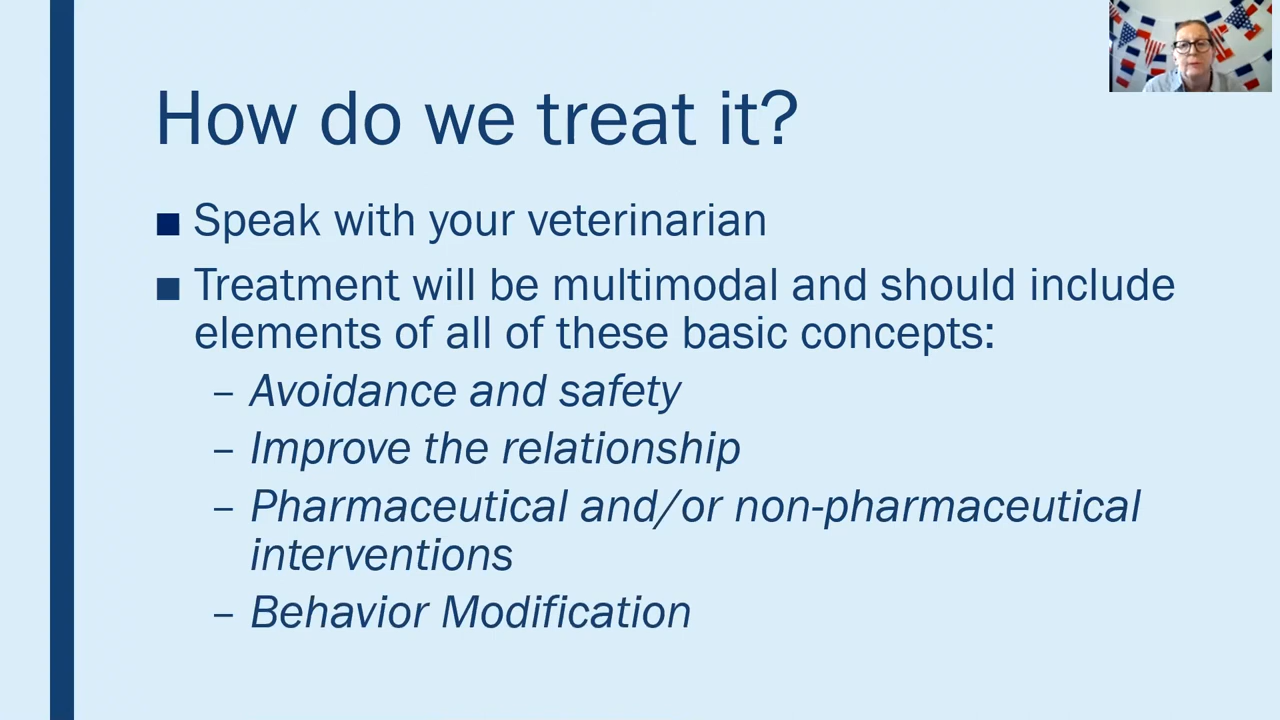 How do we treat it?
■ Speak with your veterinarian
■ Treatment will be multimodal and should include
elements of all of these basic concepts:
– Avoidance and safety
– Improve the relationship
– Pharmaceutical and/or non-pharmaceutical
interventions
– Behavior Modification